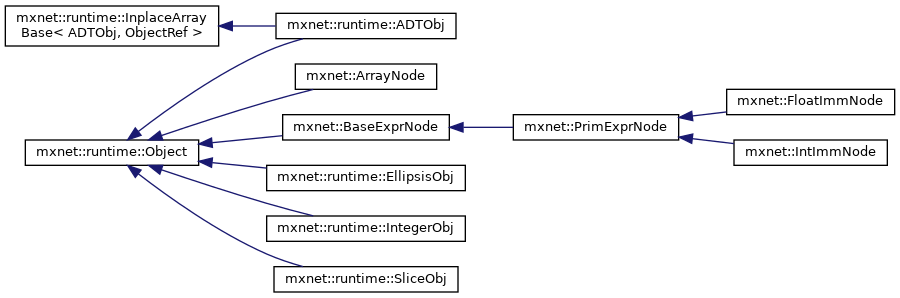 mxnet::runtime::InplaceArray
Base< ADTObj, ObjectRef >
mxnet::runtime::ADTObj
mxnet::ArrayNode
mxnet::FloatImmNode
mxnet::BaseExprNode
mxnet::PrimExprNode
mxnet::runtime::Object
mxnet::IntImmNode
mxnet::runtime::EllipsisObj
mxnet::runtime::IntegerObj
mxnet::runtime::SliceObj